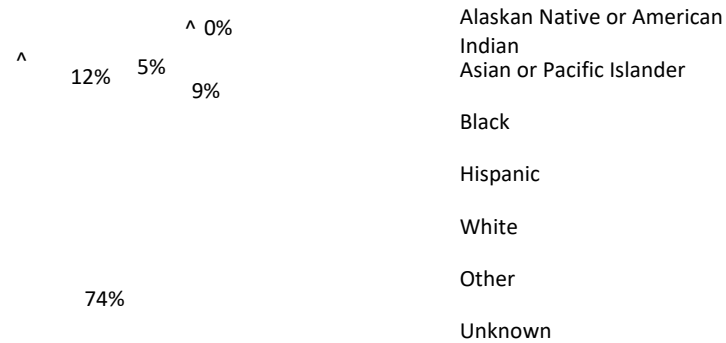 ^ 0%
^
12%
5%
9%
74%
Alaskan Native or American
Indian
Asian or Pacific Islander
Black
Hispanic
White
Other
Unknown